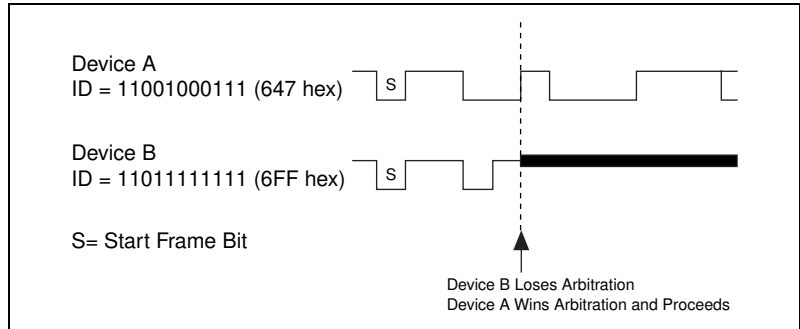 Device A
ID = 11001000111 (647 hex)
S
Device B
ID = 11011111111 (6FF hex)
S
S= Start Frame Bit
Device B Loses Arbitration
Device A Wins Arbitration and Proceeds